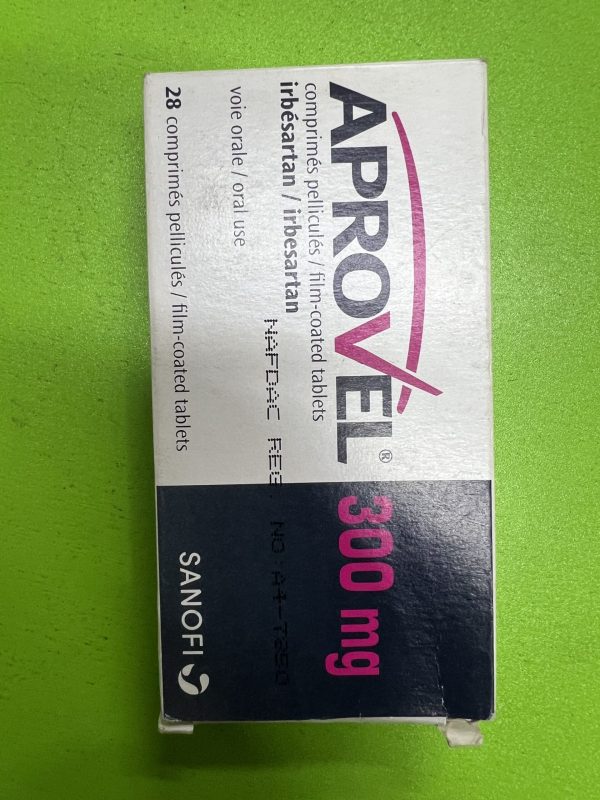 APROVEL® 300 mg
comprimés pelliculés / film-coated tablets
irbésartan / irbesartan
NAFDAC REG. NO: A4-7250
voie orale / oral use
28 comprimés pelliculés / film-coated tablets
SANOFI